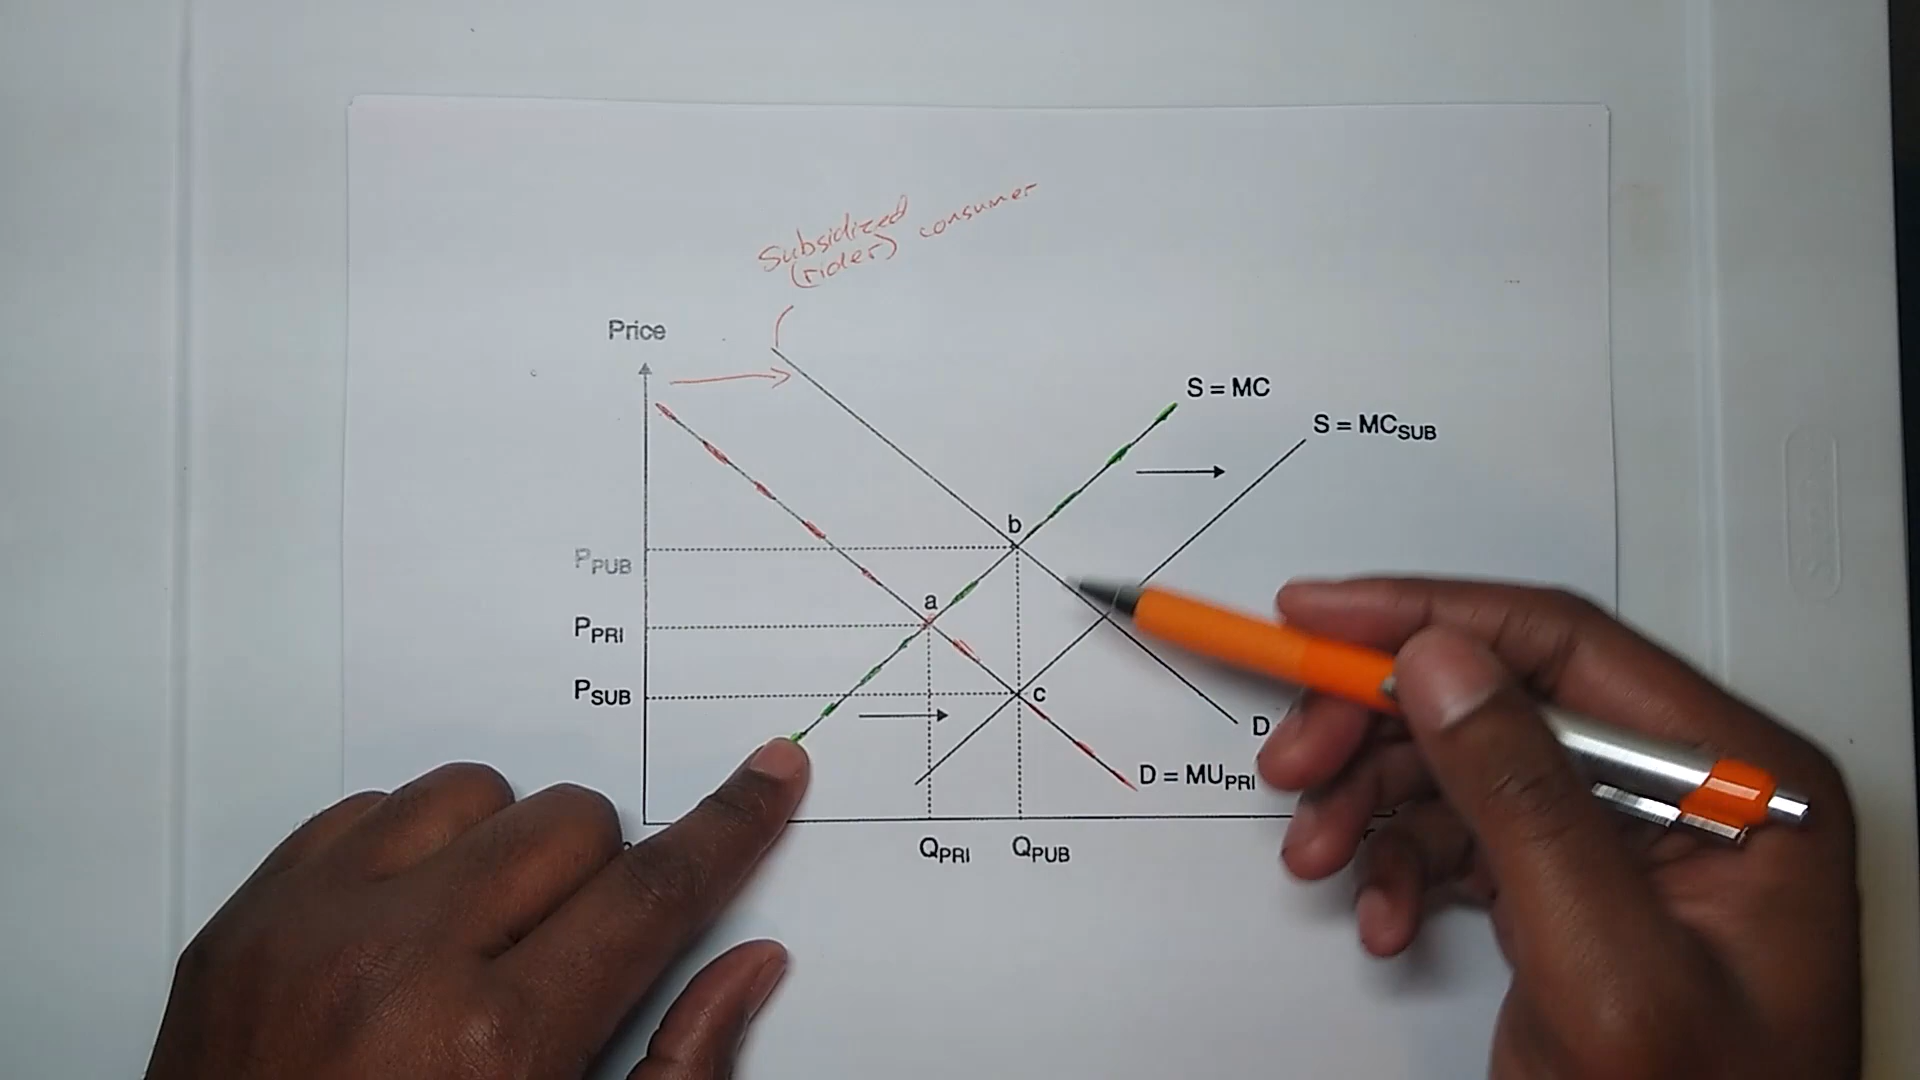 Subsidized consumer
(rider)
Price
S = MC
S = MCSUB
b
PPUB
a
PPRI
PSUB
c
D
D = MUPRI
QPRI
QPUB